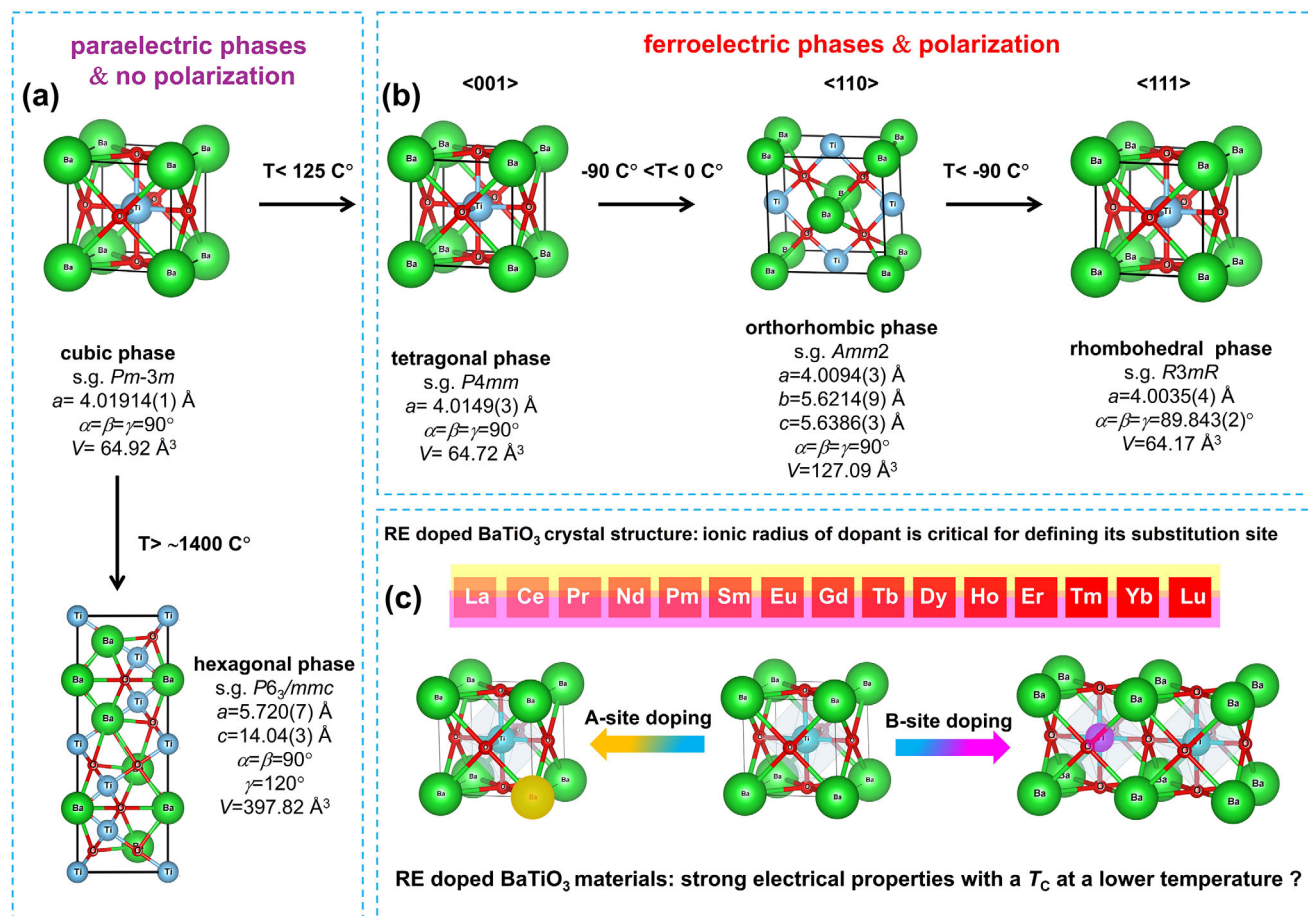 paraelectric phases
& no polarization
(a)
Ba Ba Ba Ba Ba Ba Ba Ba
O O O O O O
Ti
T< 125 C°
cubic phase
s.g. Pm-3m
a= 4.01914(1) Å
α=β=γ=90°
V= 64.92 Å³
T> ~1400 C°
hexagonal phase
s.g. P6₃/mmc
a=5.720(7) Å
c=14.04(3) Å
α=β=90°
γ=120°
V=397.82 Å³
ferroelectric phases & polarization
(b)
<001>
<110>
<111>
-90 C° <T< 0 C°
T< -90 C°
tetragonal phase
s.g. P4mm
a= 4.0149(3) Å
α=β=γ=90°
V= 64.72 Å³
orthorhombic phase
s.g. Amm2
a=4.0094(3) Å
b=5.6214(9) Å
c=5.6386(3) Å
α=β=γ=90°
V=127.09 Å³
rhombohedral phase
s.g. R3mR
a=4.0035(4) Å
α=β=γ=89.843(2)°
V=64.17 Å³
RE doped BaTiO₃ crystal structure: ionic radius of dopant is critical for defining its substitution site
(c)
La Ce Pr Nd Pm Sm Eu Gd Tb Dy Ho Er Tm Yb Lu
A-site doping
B-site doping
RE doped BaTiO₃ materials: strong electrical properties with a T_C at a lower temperature ?